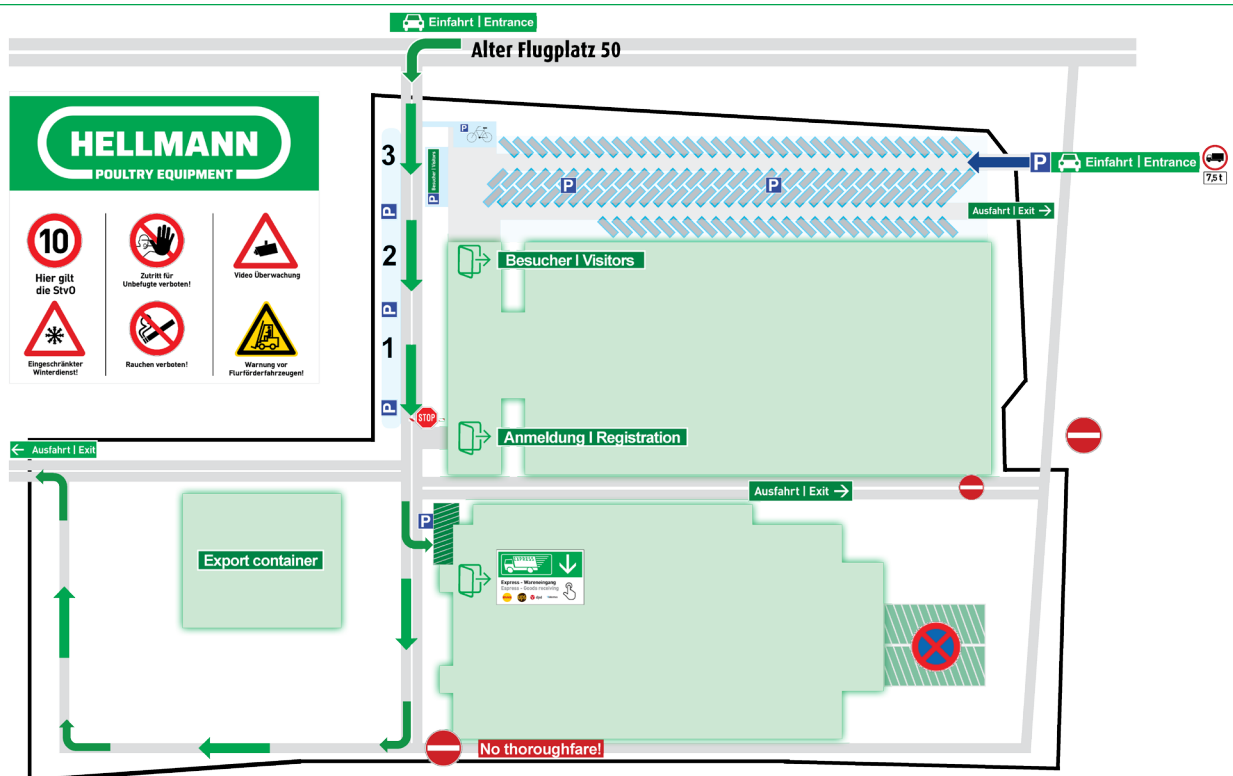 Einfahrt | Entrance
Alter Flugplatz 50
HELLMANN
POULTRY EQUIPMENT
10
Hier gilt
die StvO
Zutritt für
Unbefugte verboten!
Video Überwachung
Eingeschränkter
Winterdienst!
Rauchen verboten!
Warnung vor
Flurförderfahrzeugen!
3
P
Besucher | Visitors
P
P
P
P
P Einfahrt | Entrance
7,5 t
Ausfahrt | Exit
P
2
Besucher | Visitors
P
1
P
STOP
Anmeldung | Registration
Ausfahrt | Exit
Ausfahrt | Exit
P
Export container
EXPRESS
Express - Wareneingang
Express - Goods receiving
dpd
No thoroughfare!